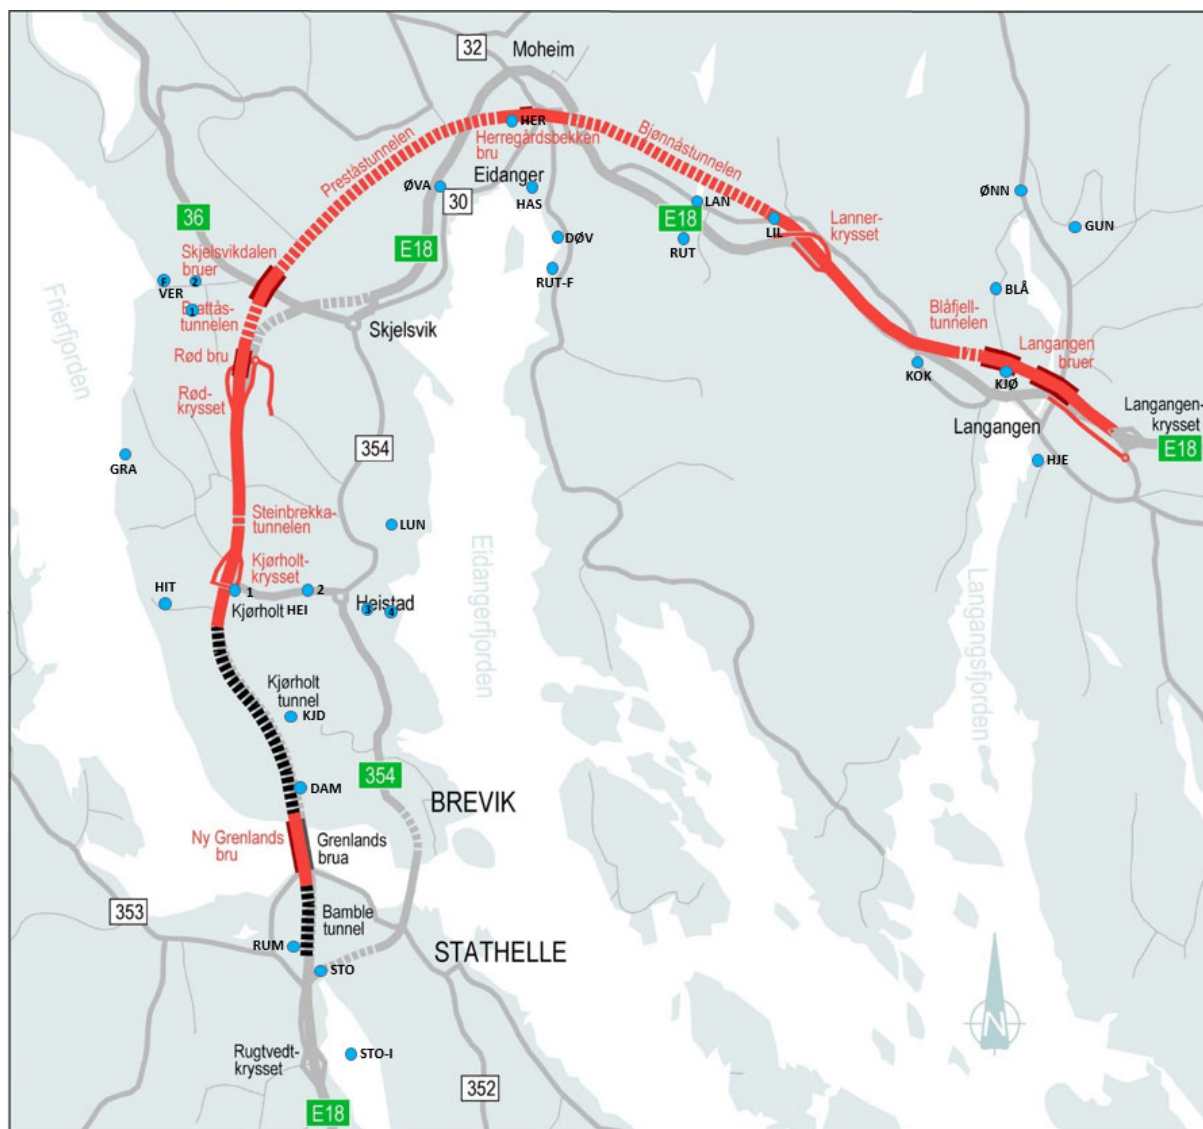 32
Moheim
HER
Herregårdsbekken
bru
Bjønnåstunnelen
Preståstunnelen
Eidanger
ØVA
30
HAS
36
E18
DØV
LAN
E18
RUT
LIL
Lanner-
krysset
ØNN
GUN
Skjelsvikdalen
bruer
F
2
VER
1
Brattås-
tunnelen
RUT-F
BLÅ
Frierfjorden
Skjelsvik
Blåfjell-
tunnelen
Langangen
bruer
Rød bru
Rød-
krysset
KOK
KJØ
Langangen
Langangen-
krysset
E18
354
GRA
HJE
Steinbrekka-
tunnelen
LUN
Eidangerfjorden
Langangsfjorden
Kjørholt-
krysset
HIT
1
2
Kjørholt
HEI
Heistad
3
4
Kjørholt
tunnel
KJD
DAM
354
BREVIK
Ny Grenlands
bru
Grenlands
brua
353
Bamble
tunnel
RUM
STO
STATHELLE
Rugtvedt-
krysset
STO-I
N
352
E18